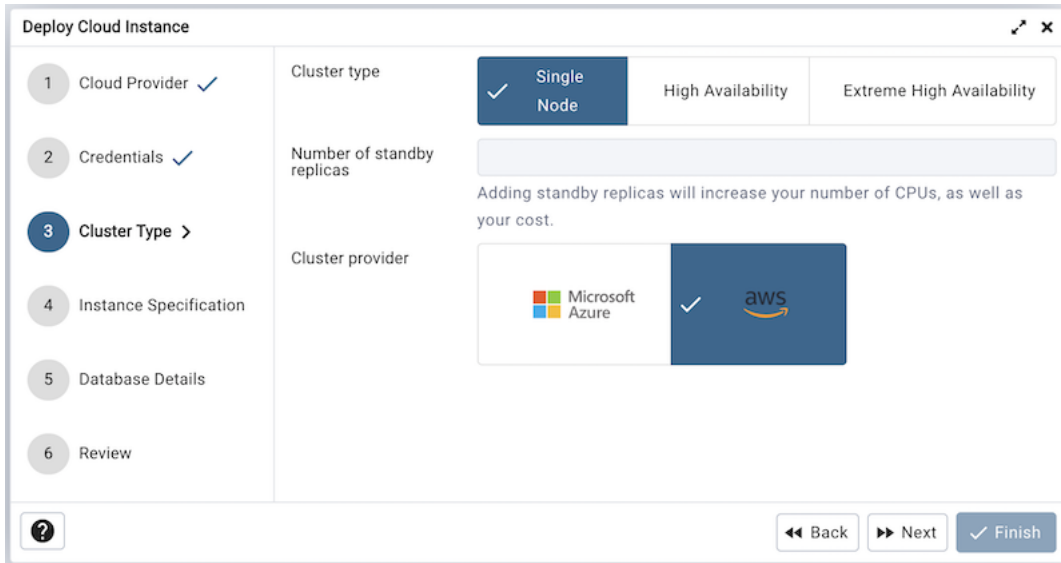 Deploy Cloud Instance
1 Cloud Provider
2 Credentials
3 Cluster Type
4 Instance Specification
5 Database Details
6 Review
Cluster type
Single
Node
High Availability
Extreme High Availability
Number of standby
replicas
Adding standby replicas will increase your number of CPUs, as well as
your cost.
Cluster provider
Microsoft
Azure
aws
?
Back
Next
Finish